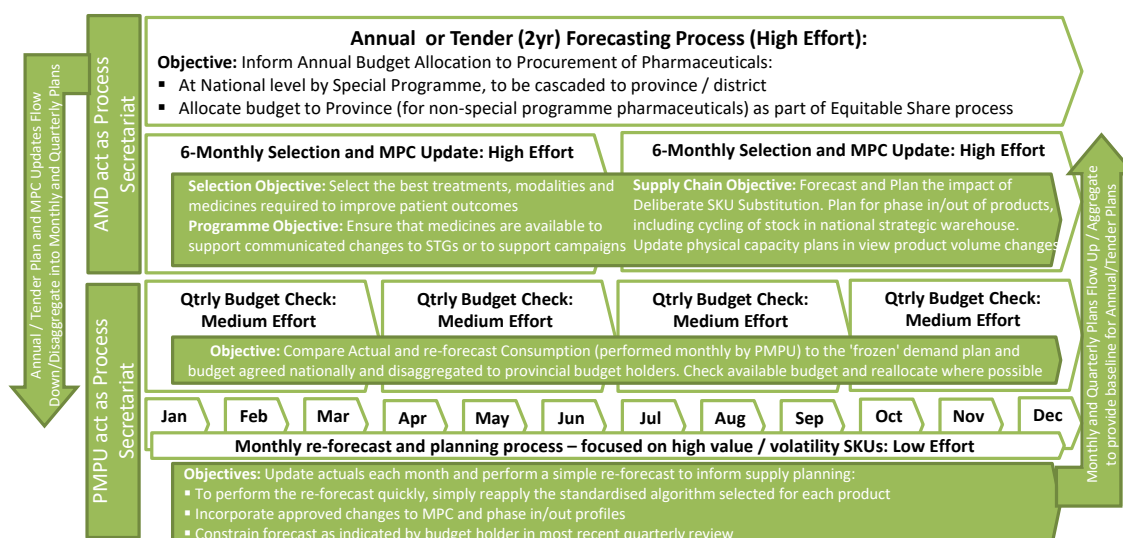 Annual or Tender (2yr) Forecasting Process (High Effort):
Objective: Inform Annual Budget Allocation to Procurement of Pharmaceuticals:
▪ At National level by Special Programme, to be cascaded to province / district
▪ Allocate budget to Province (for non-special programme pharmaceuticals) as part of Equitable Share process
AMD act as Process
Secretariat
Annual / Tender Plan and MPC Updates Flow
Down/Disaggregate into Monthly and Quarterly Plans
6-Monthly Selection and MPC Update: High Effort
Selection Objective: Select the best treatments, modalities and
medicines required to improve patient outcomes
Programme Objective: Ensure that medicines are available to
support communicated changes to STGs or to support campaigns
6-Monthly Selection and MPC Update: High Effort
Supply Chain Objective: Forecast and Plan the impact of
Deliberate SKU Substitution. Plan for phase in/out of products,
including cycling of stock in national strategic warehouse.
Update physical capacity plans in view product volume changes
Monthly and Quarterly Plans Flow Up / Aggregate
to provide baseline for Annual/Tender Plans
PMPU act as Process
Secretariat
Qtrly Budget Check:
Medium Effort
Qtrly Budget Check:
Medium Effort
Qtrly Budget Check:
Medium Effort
Qtrly Budget Check:
Medium Effort
Objective: Compare Actual and re-forecast Consumption (performed monthly by PMPU) to the 'frozen' demand plan and
budget agreed nationally and disaggregated to provincial budget holders. Check available budget and reallocate where possible
Jan Feb Mar Apr May Jun Jul Aug Sep Oct Nov Dec
Monthly re-forecast and planning process – focused on high value / volatility SKUs: Low Effort
Objectives: Update actuals each month and perform a simple re-forecast to inform supply planning:
▪ To perform the re-forecast quickly, simply reapply the standardised algorithm selected for each product
▪ Incorporate approved changes to MPC and phase in/out profiles
▪ Constrain forecast as indicated by budget holder in most recent quarterly review